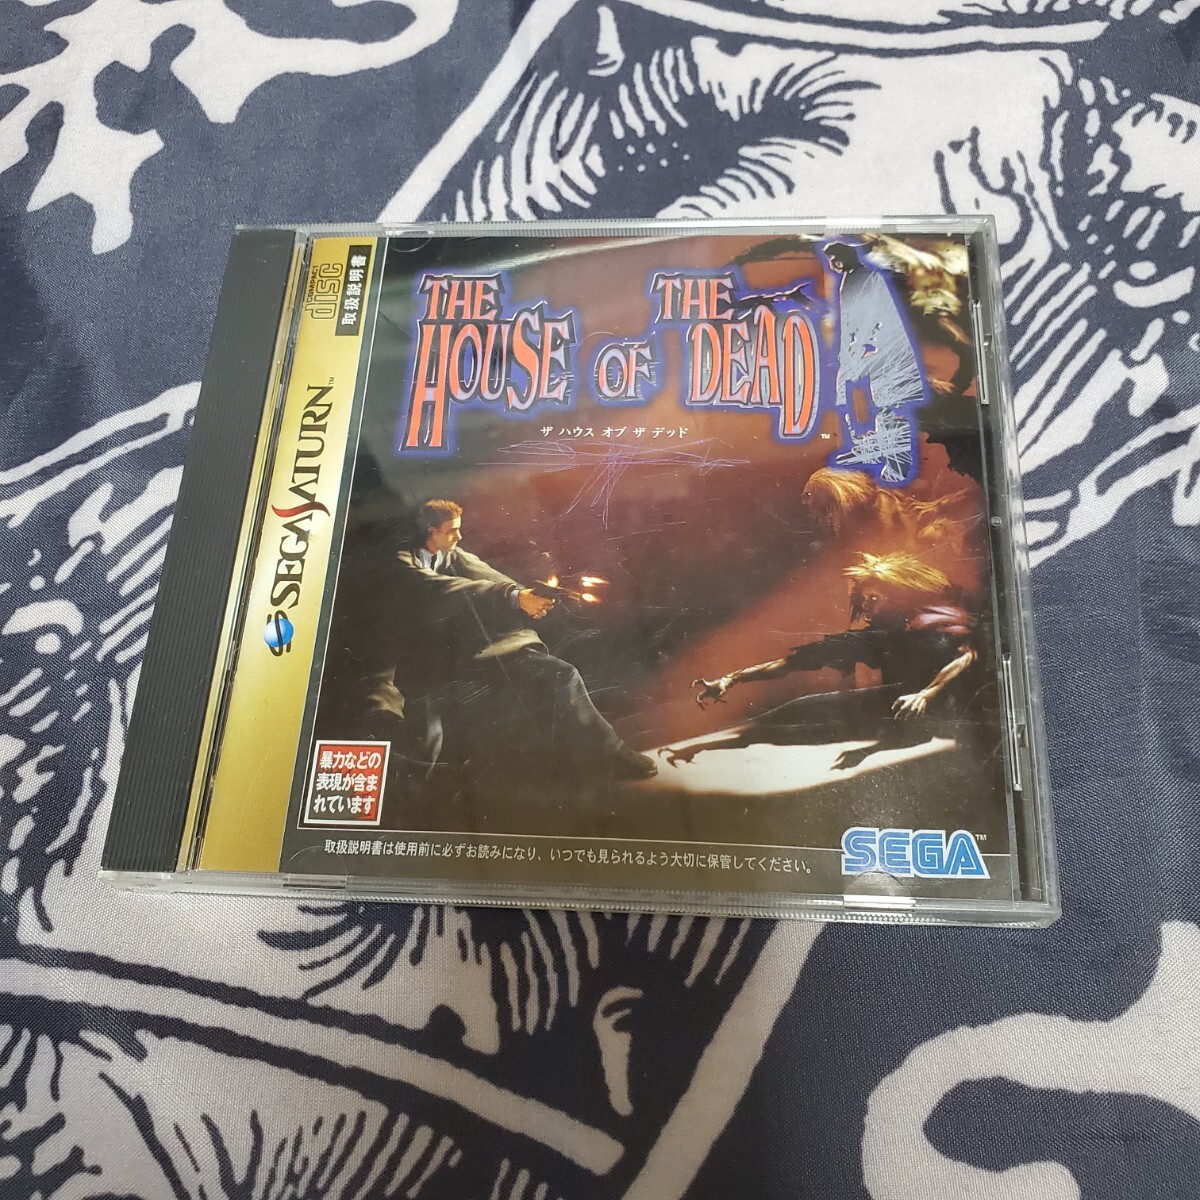 COMPACT
disc
取扱説明書
SEGA SATURN™
THE HOUSE OF THE DEAD™
ザ ハウス オブ ザ デッド
暴力などの
表現が含ま
れています
取扱説明書は使用前に必ずお読みになり、いつでも見られるよう大切に保管してください。
SEGA™